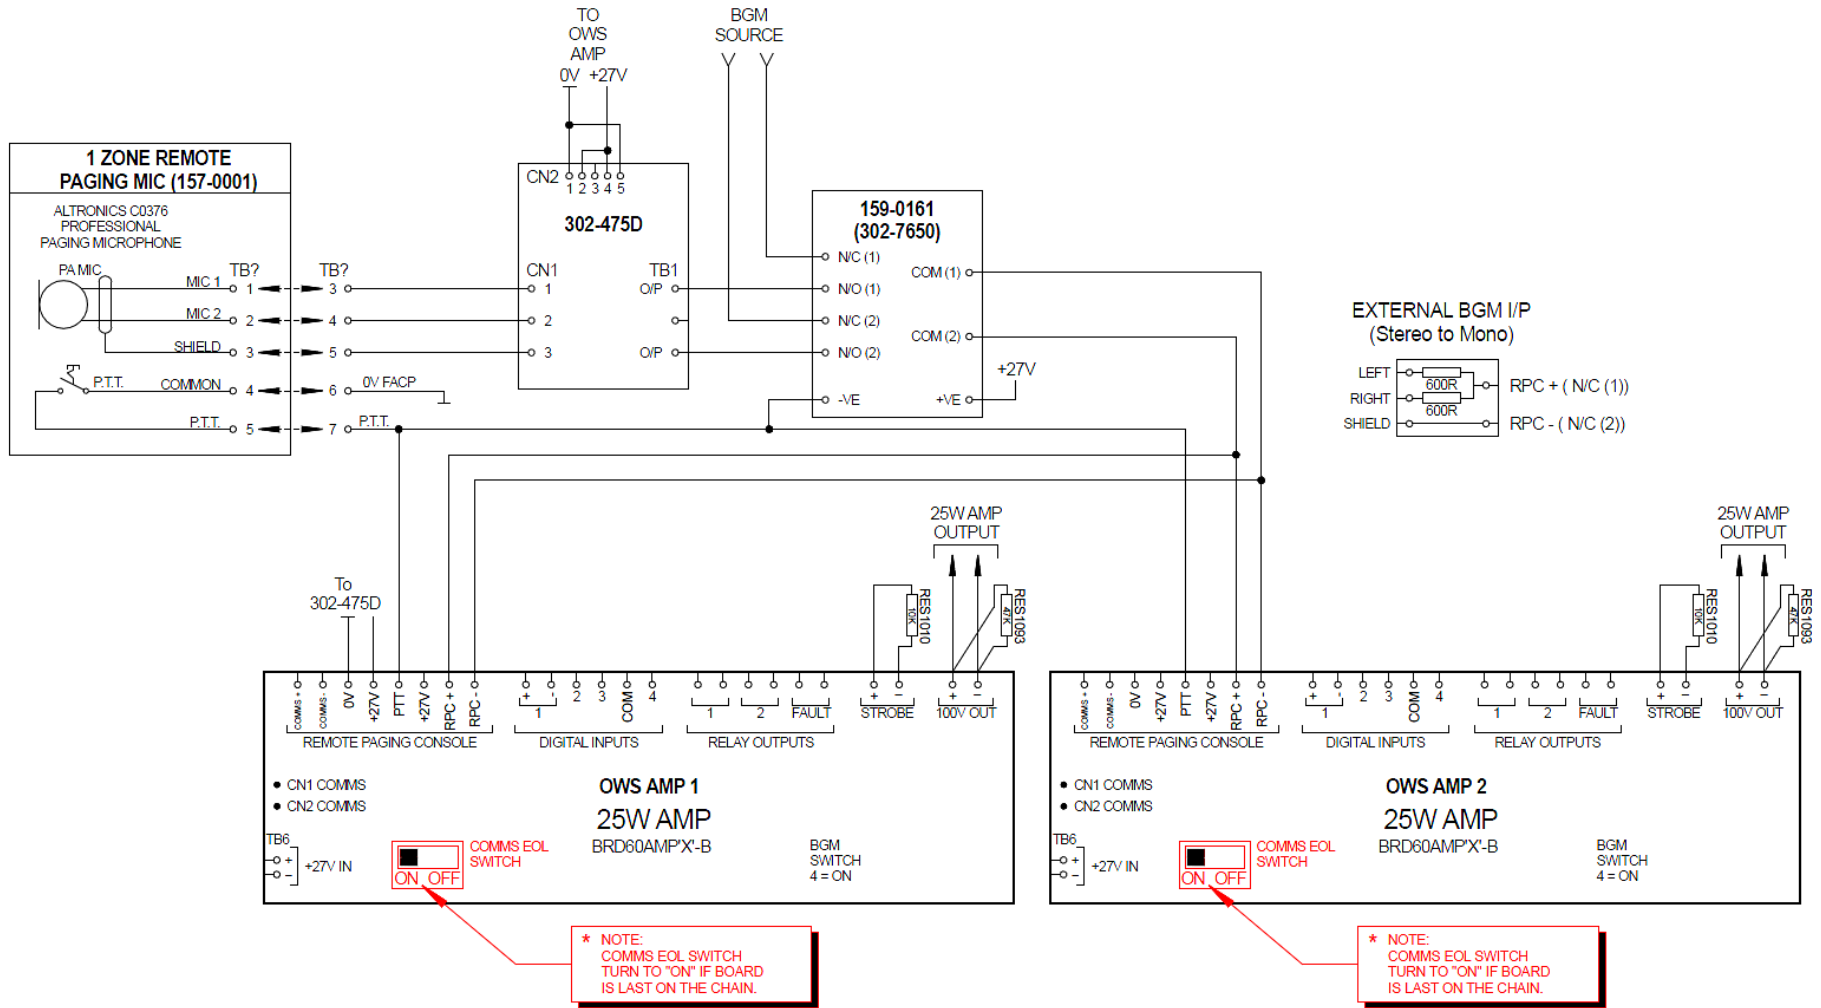 TO
OWS
AMP
0V +27V
BGM
SOURCE
1 ZONE REMOTE
PAGING MIC (157-0001)
ALTRONICS C0376
PROFESSIONAL
PAGING MICROPHONE
PA MIC
TB?
TB?
MIC 1
1
3
MIC 2
2
4
SHIELD
3
5
P.T.T.
COMMON
4
6
0V FACP
P.T.T.
5
7
P.T.T.
CN2
1 2 3 4 5
302-475D
CN1
TB1
1
O/P
2
3
O/P
159-0161
(302-7650)
N/C (1)
COM (1)
N/O (1)
N/C (2)
COM (2)
N/O (2)
-VE
+VE
+27V
EXTERNAL BGM I/P
(Stereo to Mono)
LEFT
600R
RPC + ( N/C (1))
RIGHT
600R
SHIELD
RPC - ( N/C (2))
To
302-475D
25W AMP
OUTPUT
RES1010
10K
RES1093
47K
COMMS +
COMMS -
0V
+27V
PTT
+27V
RPC +
RPC -
REMOTE PAGING CONSOLE
+ - 2 3 COM 4
1
DIGITAL INPUTS
1 2 FAULT
RELAY OUTPUTS
+ −
STROBE
+ −
100V OUT
CN1 COMMS
CN2 COMMS
OWS AMP 1
25W AMP
BRD60AMP'X'-B
TB6
+
−
+27V IN
ON OFF
COMMS EOL
SWITCH
BGM
SWITCH
4 = ON
* NOTE:
COMMS EOL SWITCH
TURN TO "ON" IF BOARD
IS LAST ON THE CHAIN.
25W AMP
OUTPUT
RES1010
10K
RES1093
47K
COMMS +
COMMS -
0V
+27V
PTT
+27V
RPC +
RPC -
REMOTE PAGING CONSOLE
+ - 2 3 COM 4
1
DIGITAL INPUTS
1 2 FAULT
RELAY OUTPUTS
+ −
STROBE
+ −
100V OUT
CN1 COMMS
CN2 COMMS
OWS AMP 2
25W AMP
BRD60AMP'X'-B
TB6
+
−
+27V IN
ON OFF
COMMS EOL
SWITCH
BGM
SWITCH
4 = ON
* NOTE:
COMMS EOL SWITCH
TURN TO "ON" IF BOARD
IS LAST ON THE CHAIN.